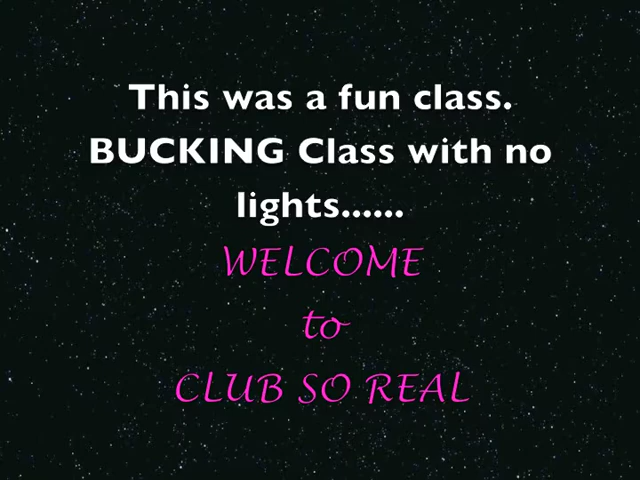 This was a fun class.
BUCKING Class with no
lights......
WELCOME
to
CLUB SO REAL